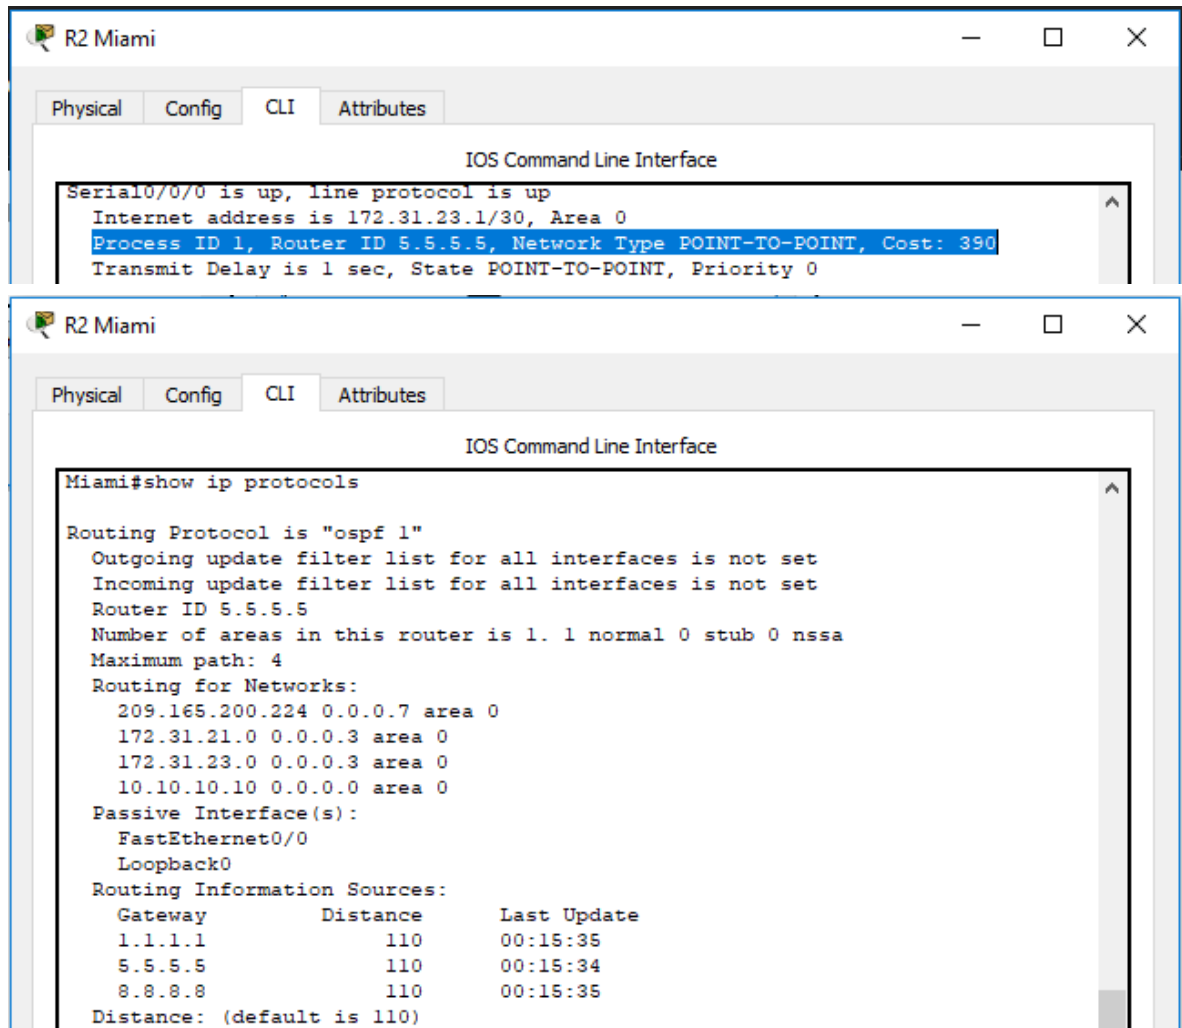 R2 Miami
Physical Config CLI Attributes
IOS Command Line Interface
Serial0/0/0 is up, line protocol is up
Internet address is 172.31.23.1/30, Area 0
Process ID 1, Router ID 5.5.5.5, Network Type POINT-TO-POINT, Cost: 390
Transmit Delay is 1 sec, State POINT-TO-POINT, Priority 0
R2 Miami
Physical Config CLI Attributes
IOS Command Line Interface
Miami#show ip protocols
Routing Protocol is "ospf 1"
Outgoing update filter list for all interfaces is not set
Incoming update filter list for all interfaces is not set
Router ID 5.5.5.5
Number of areas in this router is 1. 1 normal 0 stub 0 nssa
Maximum path: 4
Routing for Networks:
209.165.200.224 0.0.0.7 area 0
172.31.21.0 0.0.0.3 area 0
172.31.23.0 0.0.0.3 area 0
10.10.10.10 0.0.0.0 area 0
Passive Interface(s):
FastEthernet0/0
Loopback0
Routing Information Sources:
Gateway Distance Last Update
1.1.1.1 110 00:15:35
5.5.5.5 110 00:15:34
8.8.8.8 110 00:15:35
Distance: (default is 110)